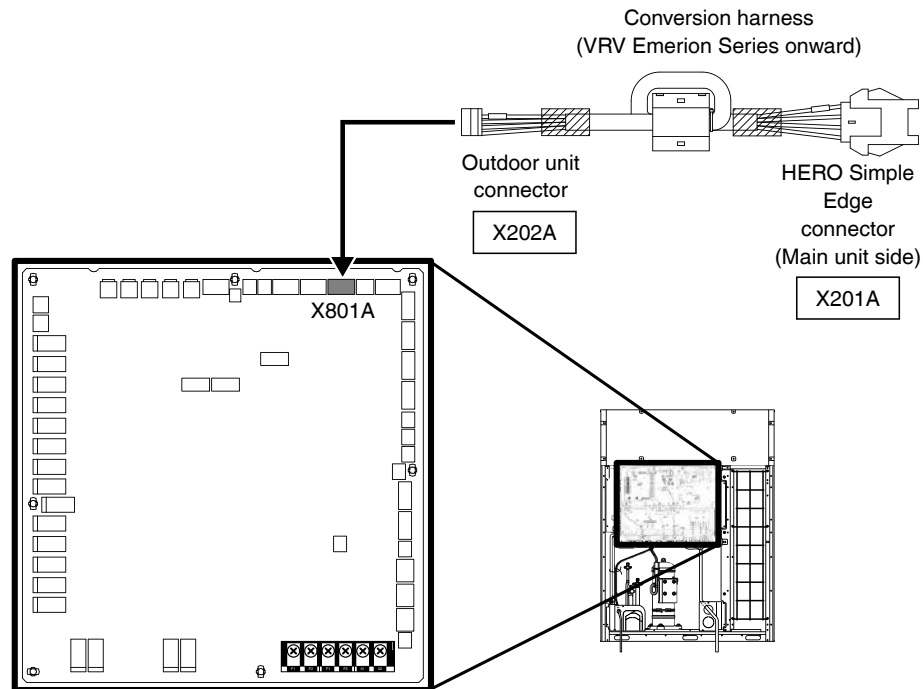 Conversion harness
(VRV Emerion Series onward)
Outdoor unit
connector
X202A
HERO Simple
Edge
connector
(Main unit side)
X201A
X801A